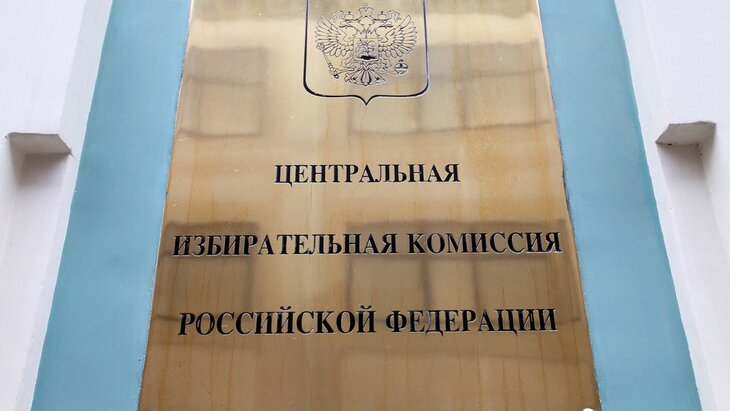 ЦЕНТРАЛЬНАЯ
ИЗБИРАТЕЛЬНАЯ КОМИССИЯ
РОССИЙСКОЙ ФЕДЕРАЦИИ